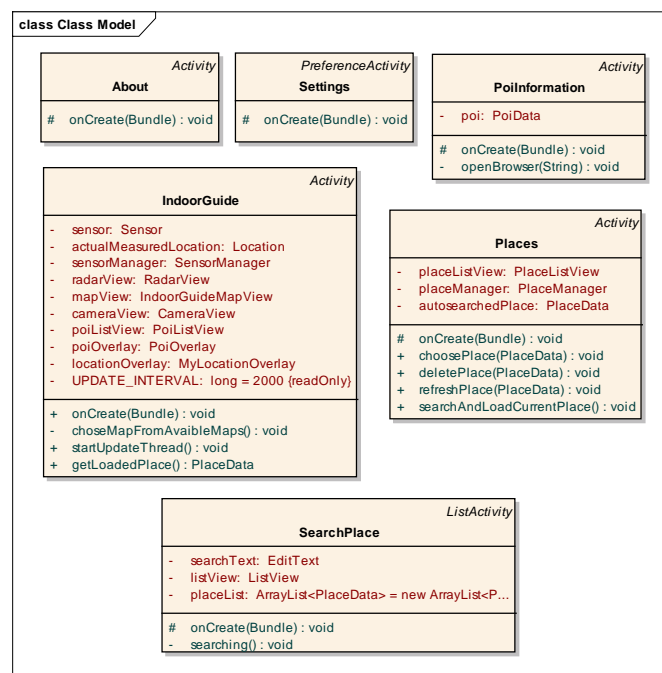 class Class Model
Activity
About
# onCreate(Bundle) : void
PreferenceActivity
Settings
# onCreate(Bundle) : void
Activity
PoiInformation
- poi: PoiData
# onCreate(Bundle) : void
- openBrowser(String) : void
Activity
IndoorGuide
- sensor: Sensor
- actualMeasuredLocation: Location
- sensorManager: SensorManager
- radarView: RadarView
- mapView: IndoorGuideMapView
- cameraView: CameraView
- poiListView: PoiListView
- poiOverlay: PoiOverlay
- locationOverlay: MyLocationOverlay
- UPDATE_INTERVAL: long = 2000 {readOnly}
+ onCreate(Bundle) : void
- choseMapFromAvaibleMaps() : void
+ startUpdateThread() : void
+ getLoadedPlace() : PlaceData
Activity
Places
- placeListView: PlaceListView
- placeManager: PlaceManager
- autosearchedPlace: PlaceData
# onCreate(Bundle) : void
+ choosePlace(PlaceData) : void
+ deletePlace(PlaceData) : void
+ refreshPlace(PlaceData) : void
+ searchAndLoadCurrentPlace() : void
ListActivity
SearchPlace
- searchText: EditText
- listView: ListView
- placeList: ArrayList<PlaceData> = new ArrayList<P...
# onCreate(Bundle) : void
- searching() : void